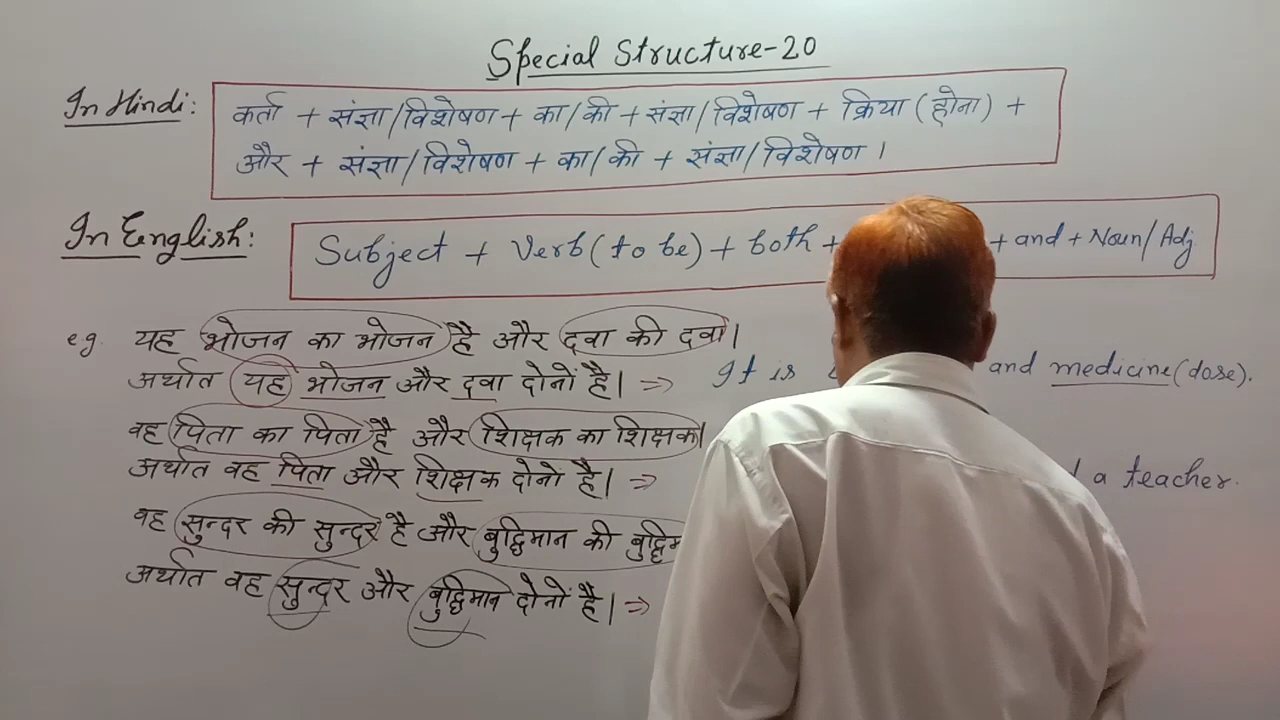 Special Structure-20
In Hindi:
कर्ता + संज्ञा/विशेषण + का/की + संज्ञा/विशेषण + क्रिया (होना) +
और + संज्ञा/विशेषण + का/की + संज्ञा/विशेषण ।
In English:
Subject + Verb(to be) + both + + and + Noun/Adj.
e.g. यह भोजन का भोजन है और दवा की दवा।
अर्थात यह भोजन और दवा दोनों है। ⇒ It is and medicine(dose).
वह पिता का पिता है और शिक्षक का शिक्षक।
अर्थात वह पिता और शिक्षक दोनों है। ⇒ a teacher.
वह सुन्दर की सुन्दर है और बुद्धिमान की
अर्थात वह सुन्दर और बुद्धिमान दोनों है। ⇒